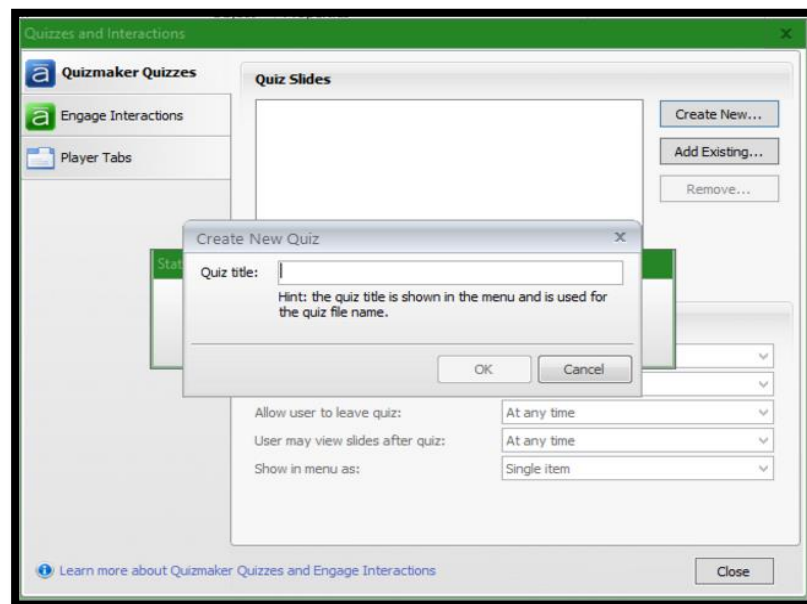 Quizzes and Interactions
Quizmaker Quizzes
Engage Interactions
Player Tabs
Quiz Slides
Create New...
Add Existing...
Remove...
Create New Quiz
Stat
Quiz title:
Hint: the quiz title is shown in the menu and is used for
the quiz file name.
OK
Cancel
Allow user to leave quiz:
At any time
User may view slides after quiz:
At any time
Show in menu as:
Single item
Learn more about Quizmaker Quizzes and Engage Interactions
Close